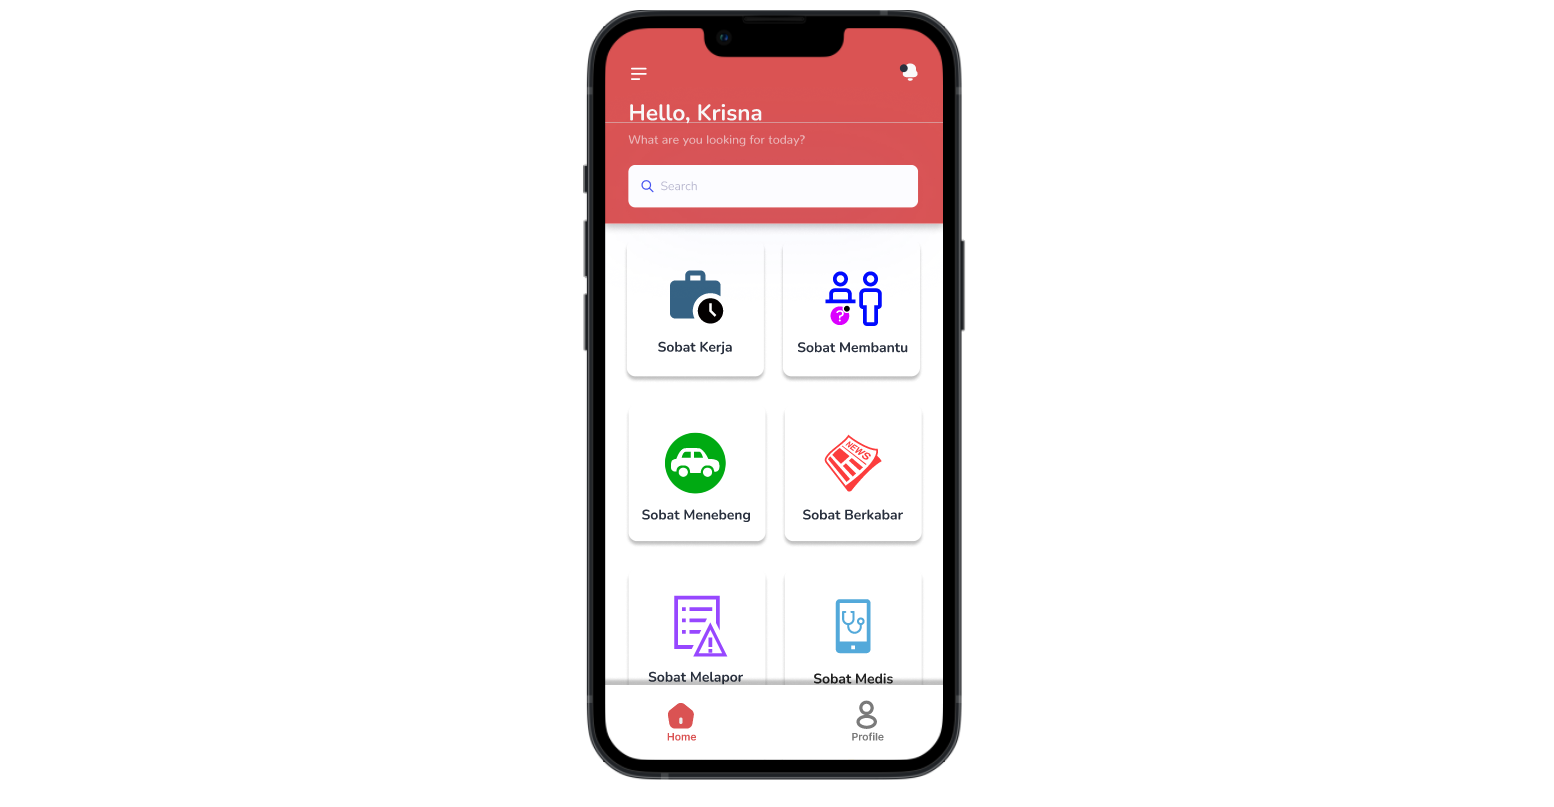 Hello, Krisna
What are you looking for today?
Search
Sobat Kerja
Sobat Membantu
?
Sobat Menebeng
NEWS
Sobat Berkabar
Sobat Melapor
Sobat Medis
Home
Profile